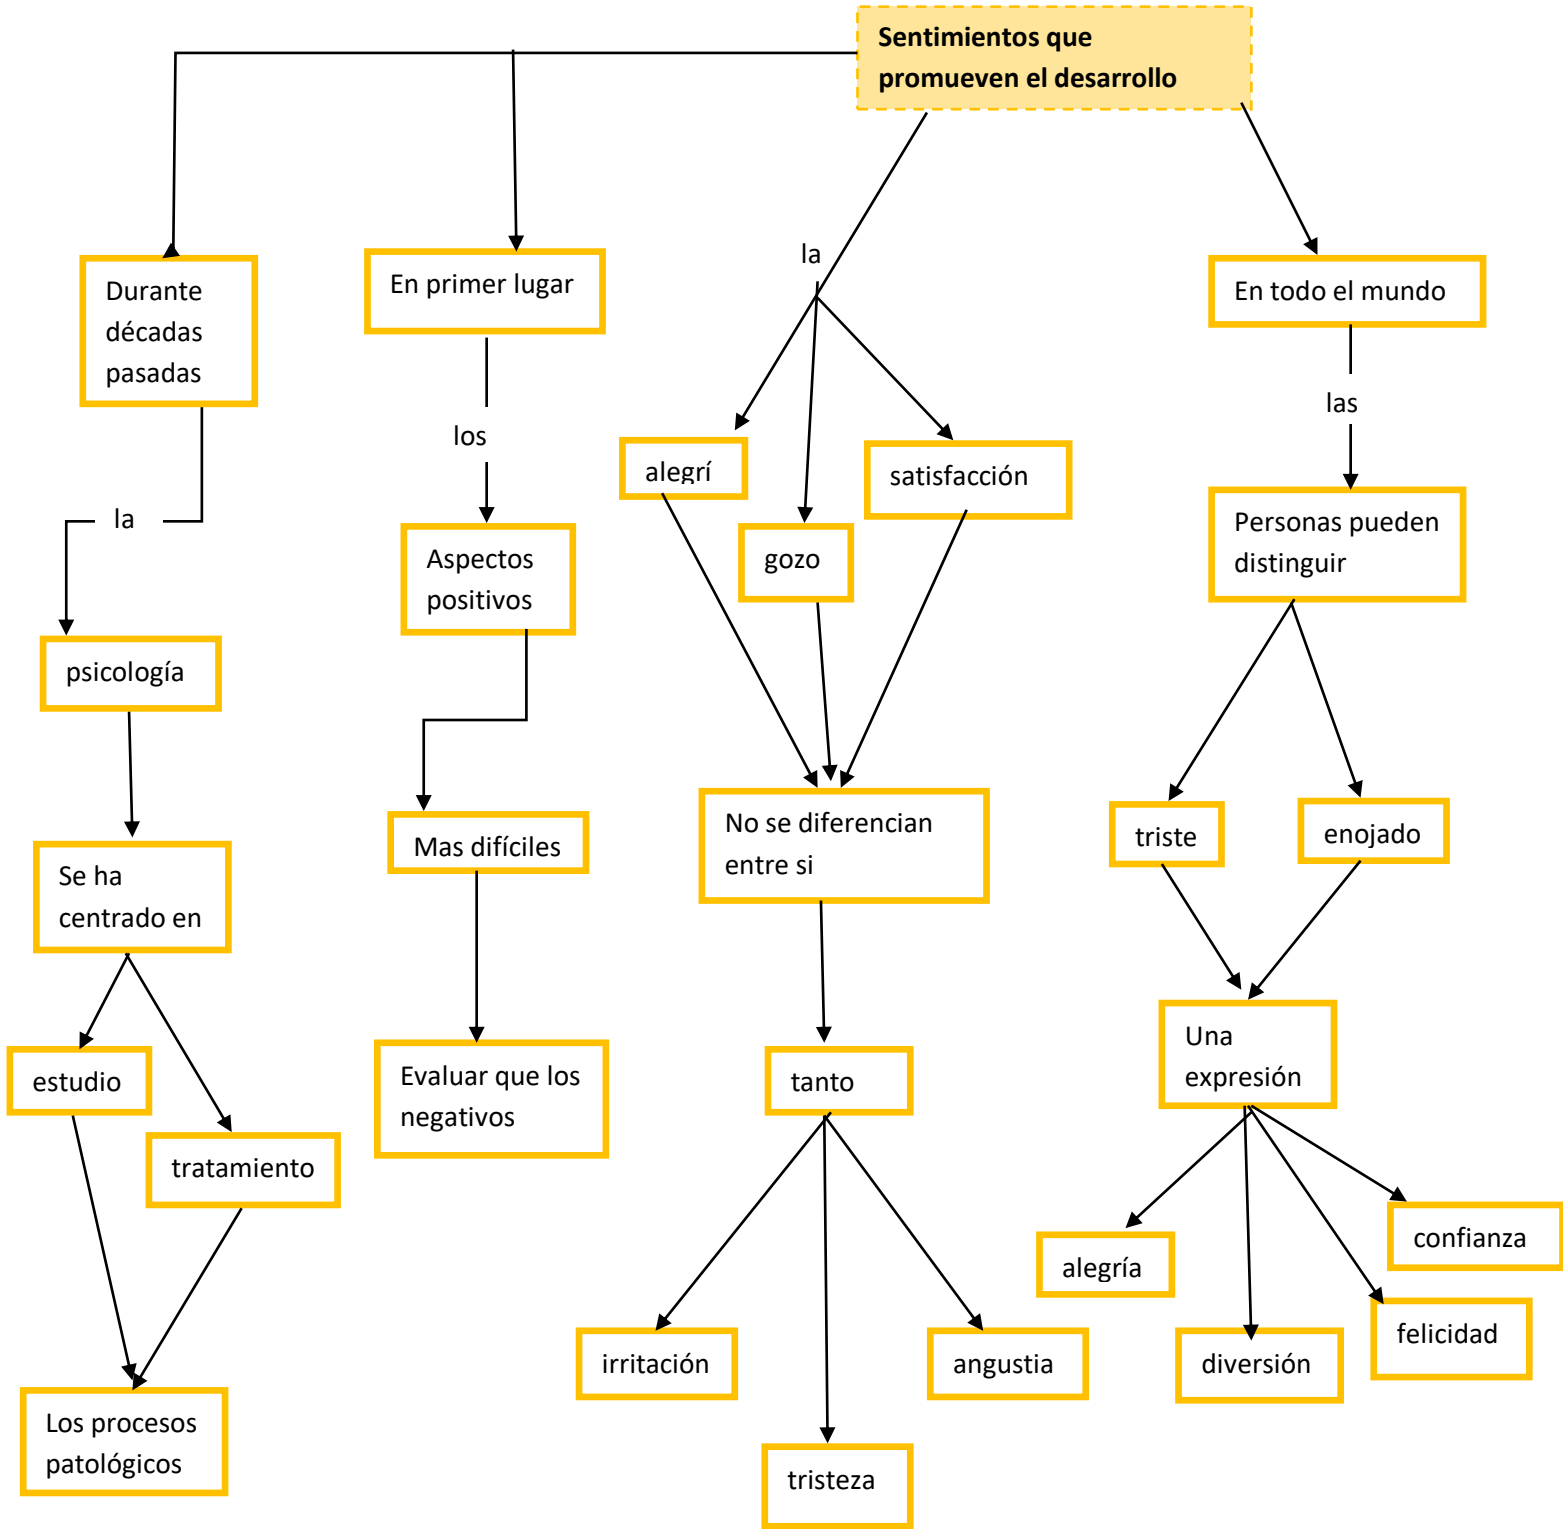 Sentimientos que
promueven el desarrollo
Durante
décadas
pasadas
la
psicología
Se ha
centrado en
estudio
tratamiento
Los procesos
patológicos
En primer lugar
los
Aspectos
positivos
Mas difíciles
Evaluar que los
negativos
la
alegrí
gozo
satisfacción
No se diferencian
entre si
tanto
irritación
tristeza
angustia
En todo el mundo
las
Personas pueden
distinguir
triste
enojado
Una
expresión
alegría
diversión
felicidad
confianza